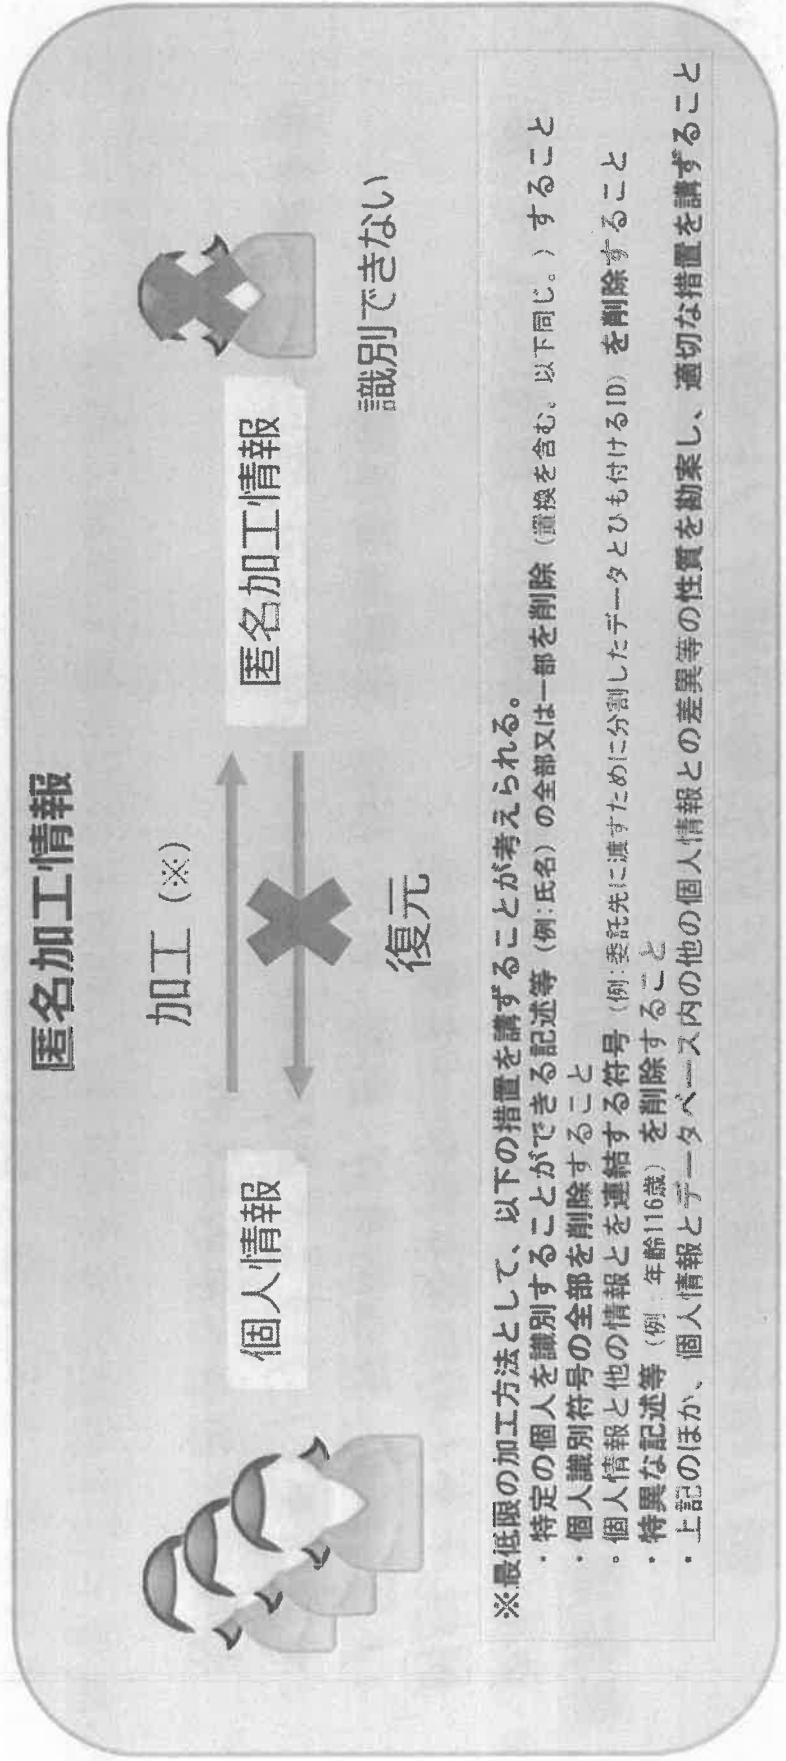 匿名加工情報
加工（※）
個人情報
匿名加工情報
復元
識別できない
※最低限の加工方法として、以下の措置を講ずることが考えられる。
・特定の個人を識別することができる記述等（例：氏名）の全部又は一部を削除（置換を含む。以下同じ。）すること
・個人識別符号の全部を削除すること
・個人情報と他の情報とを連結する符号（例：委託先に渡すために分割したデータとひも付けるID）を削除すること
・特異な記述等（例：年齢116歳）を削除すること
・上記のほか、個人情報とデータベース内の他の個人情報との差異等の性質を勘案し、適切な措置を講ずること